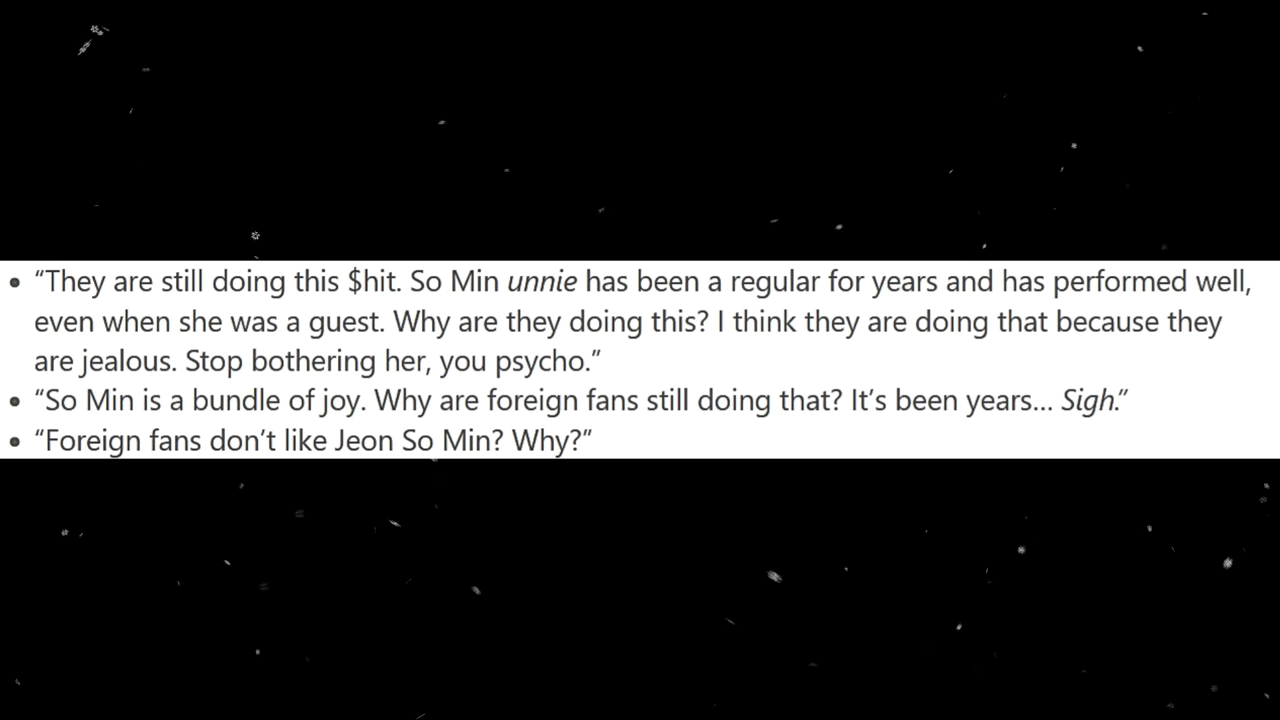 • “They are still doing this $hit. So Min unnie has been a regular for years and has performed well,
even when she was a guest. Why are they doing this? I think they are doing that because they
are jealous. Stop bothering her, you psycho.”
• “So Min is a bundle of joy. Why are foreign fans still doing that? It’s been years... Sigh.”
• “Foreign fans don’t like Jeon So Min? Why?”